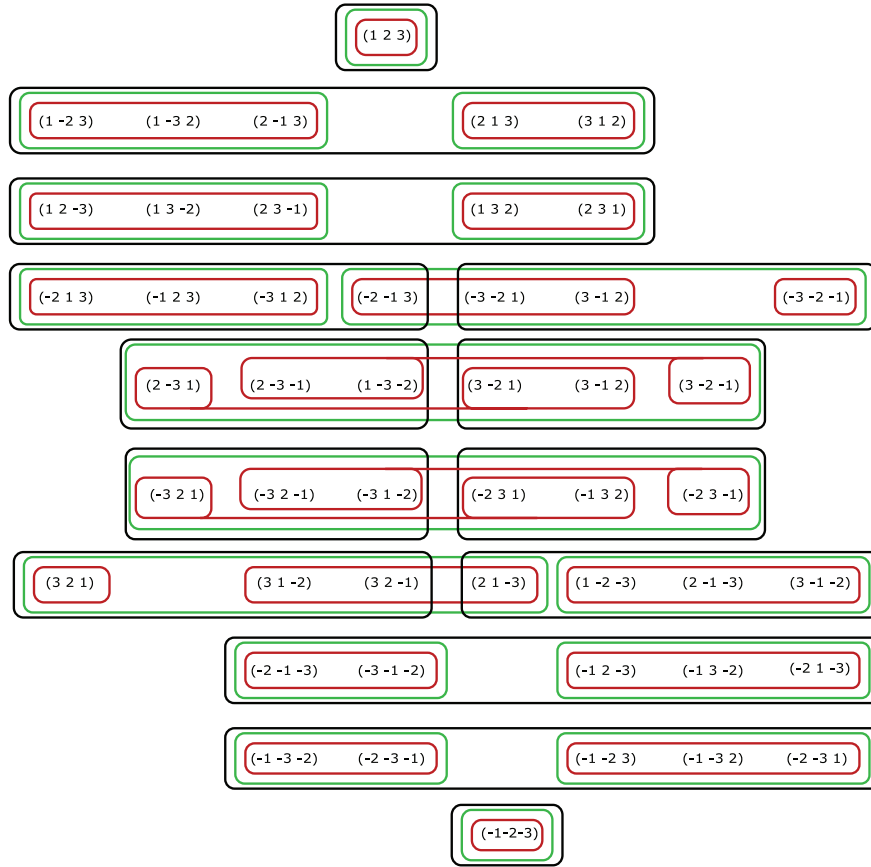 (1 2 3)
(1 -2 3) (1 -3 2) (2 -1 3) (2 1 3) (3 1 2)
(1 2 -3) (1 3 -2) (2 3 -1) (1 3 2) (2 3 1)
(-2 1 3) (-1 2 3) (-3 1 2) (-2 -1 3) (-3 -2 1) (3 -1 2) (-3 -2 -1)
(2 -3 1) (2 -3 -1) (1 -3 -2) (3 -2 1) (3 -1 2) (3 -2 -1)
(-3 2 1) (-3 2 -1) (-3 1 -2) (-2 3 1) (-1 3 2) (-2 3 -1)
(3 2 1) (3 1 -2) (3 2 -1) (2 1 -3) (1 -2 -3) (2 -1 -3) (3 -1 -2)
(-2 -1 -3) (-3 -1 -2) (-1 2 -3) (-1 3 -2) (-2 1 -3)
(-1 -3 -2) (-2 -3 -1) (-1 -2 3) (-1 -3 2) (-2 -3 1)
(-1-2-3)